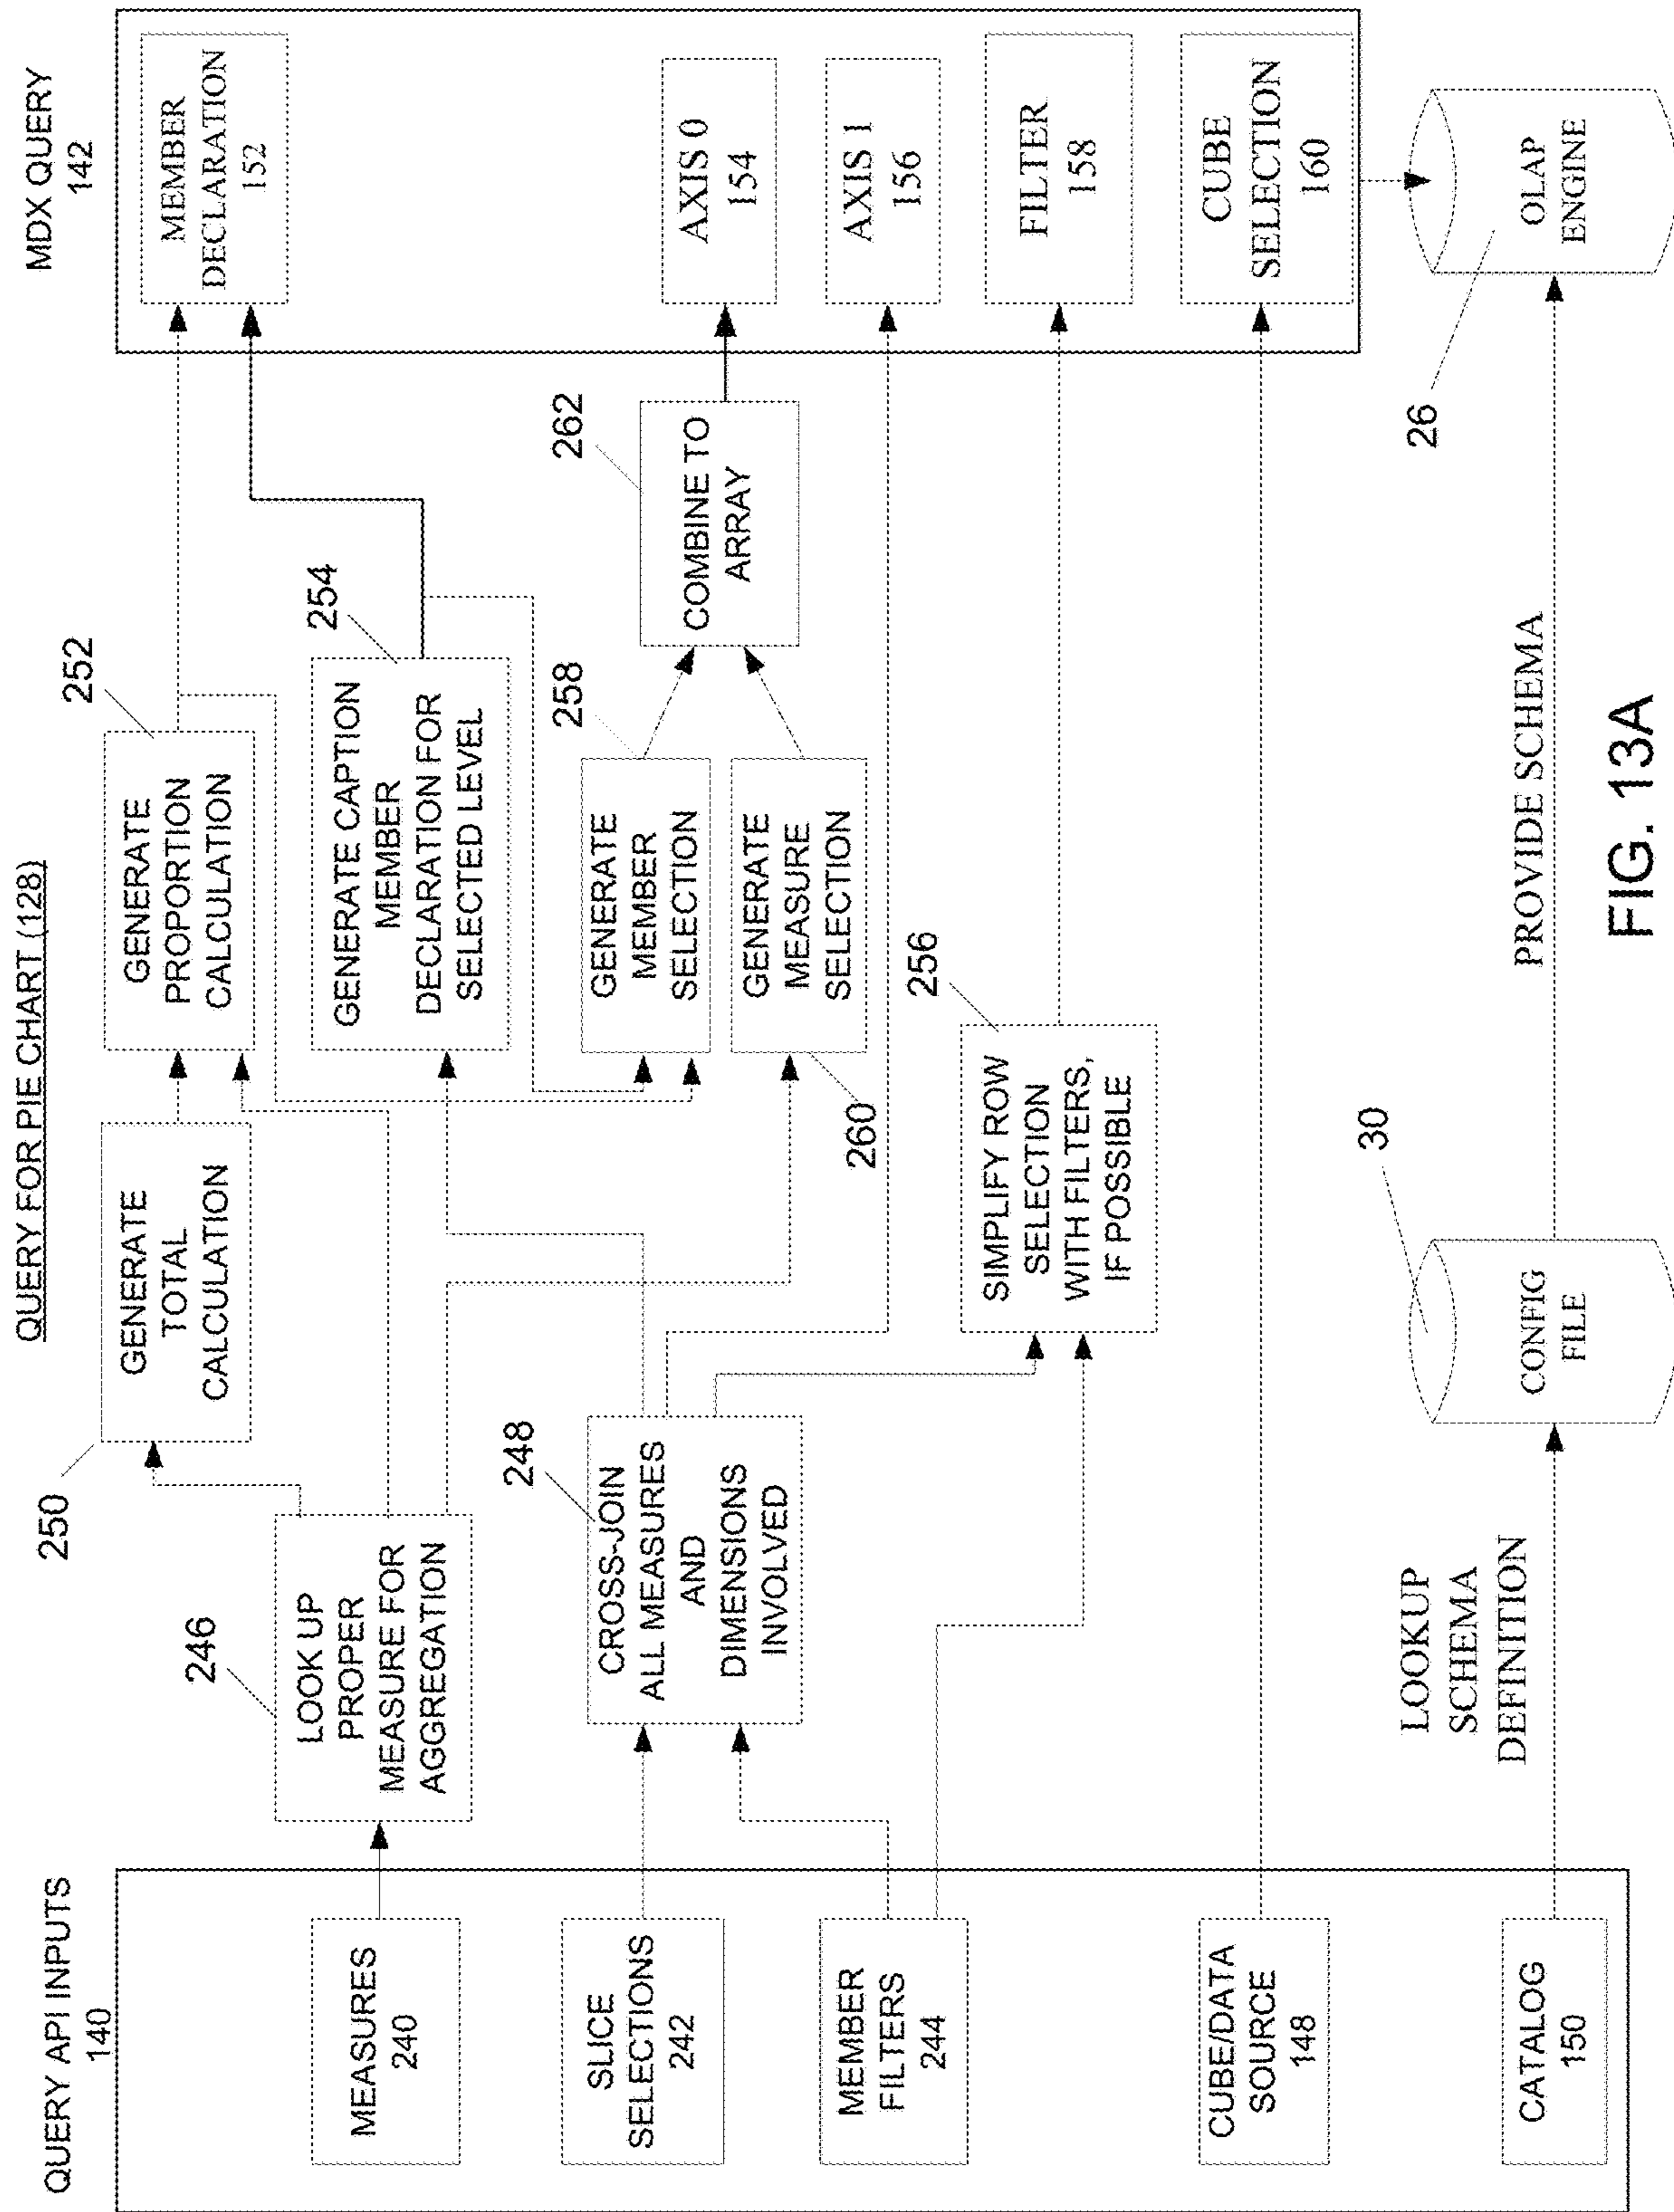 QUERY FOR PIE CHART (128)
QUERY API INPUTS
140
MEASURES
240
SLICE
SELECTIONS
242
MEMBER
FILTERS
244
CUBE/DATA
SOURCE
148
CATALOG
150
246
LOOK UP
PROPER
MEASURE FOR
AGGREGATION
248
CROSS-JOIN
ALL MEASURES
AND
DIMENSIONS
INVOLVED
LOOKUP
SCHEMA
DEFINITION
250
GENERATE
TOTAL
CALCULATION
252
GENERATE
PROPORTION
CALCULATION
254
GENERATE CAPTION
MEMBER
DECLARATION FOR
SELECTED LEVEL
258
GENERATE
MEMBER
SELECTION
GENERATE
MEASURE
SELECTION
260
256
SIMPLIFY ROW
SELECTION
WITH FILTERS,
IF POSSIBLE
30
CONFIG
FILE
262
COMBINE TO
ARRAY
PROVIDE SCHEMA
MDX QUERY
142
MEMBER
DECLARATION
152
AXIS 0
154
AXIS 1
156
FILTER
158
CUBE
SELECTION
160
26
OLAP
ENGINE
FIG. 13A